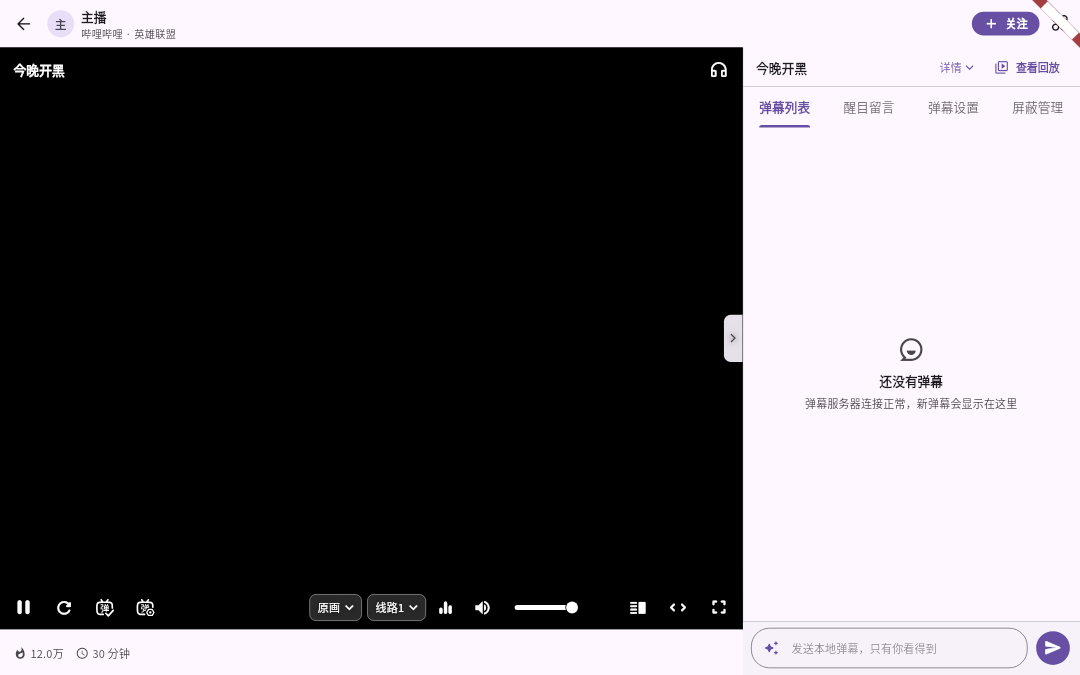 主
主播
哔哩哔哩 · 英雄联盟
关注
今晚开黑
今晚开黑
详情
查看回放
弹幕列表
醒目留言
弹幕设置
屏蔽管理
还没有弹幕
弹幕服务器连接正常，新弹幕会显示在这里
弹
弹
原画
线路1
12.0万
30 分钟
发送本地弹幕，只有你看得到